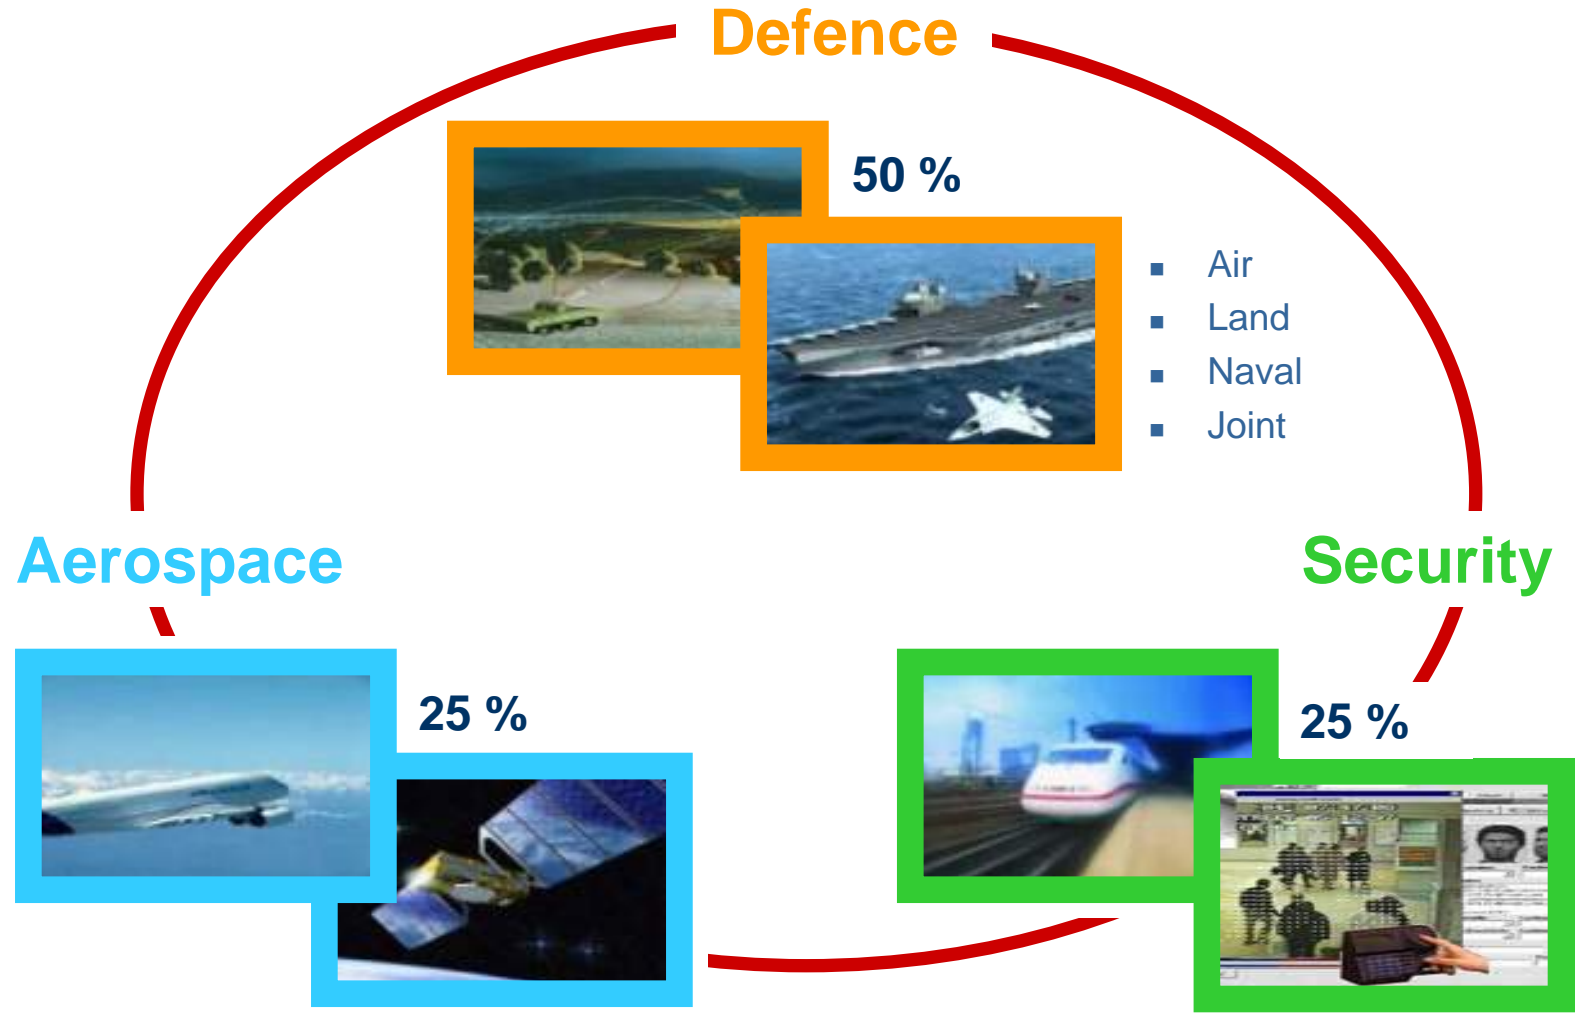 Defence
50 %
▪ Air
▪ Land
▪ Naval
▪ Joint
Aerospace
Security
25 %
25 %